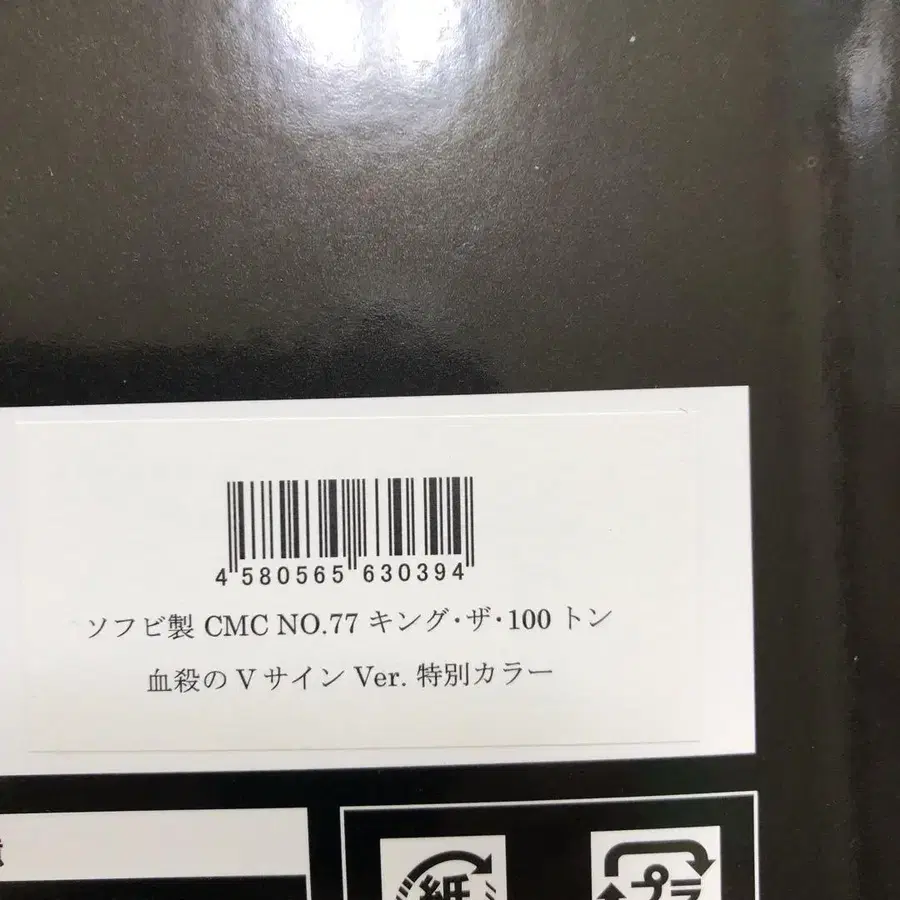 4 580565 630394
ソフビ製 CMC NO.77 キング・ザ・100 トン
血殺の V サイン Ver. 特別カラー
紙
プラ